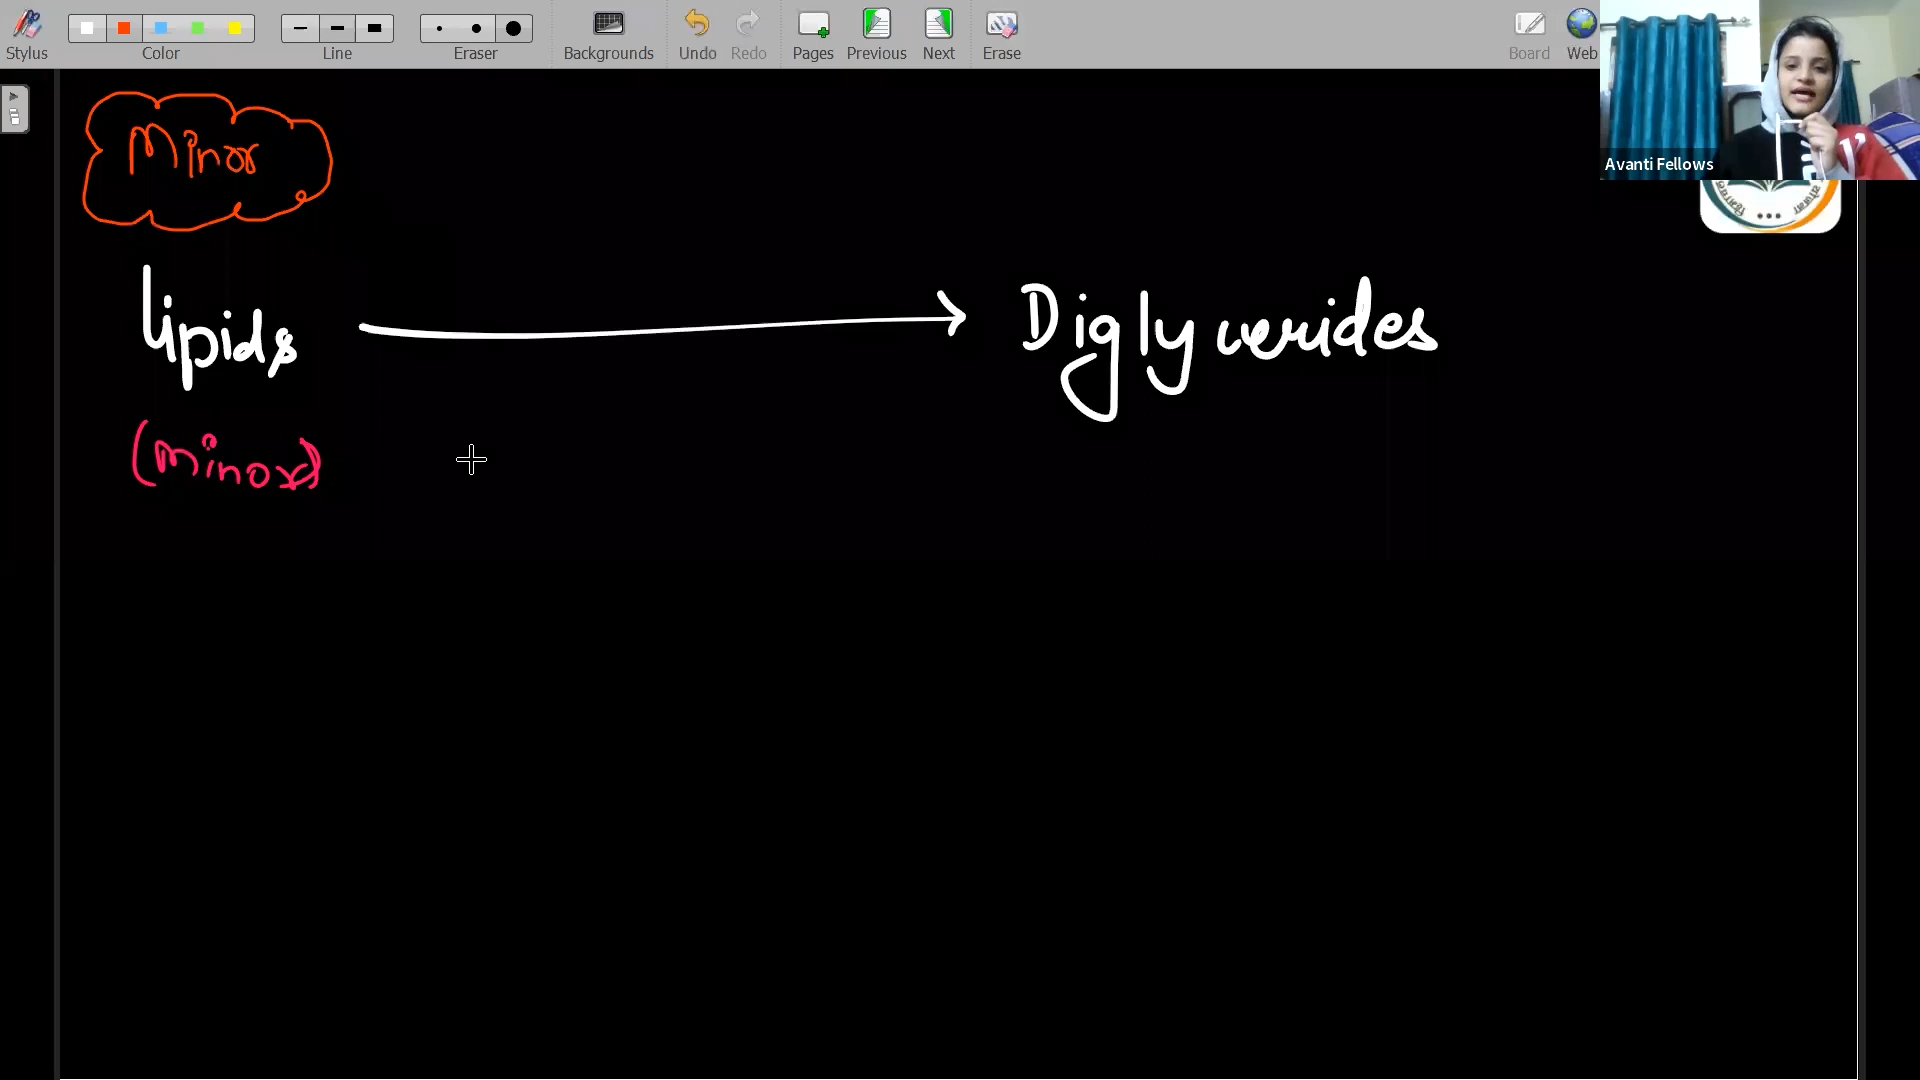 Stylus Color Line Eraser Backgrounds Undo Redo Pages Previous Next Erase Board Web
Avanti Fellows
Minor
Lipids → Diglycerides
(Minor)